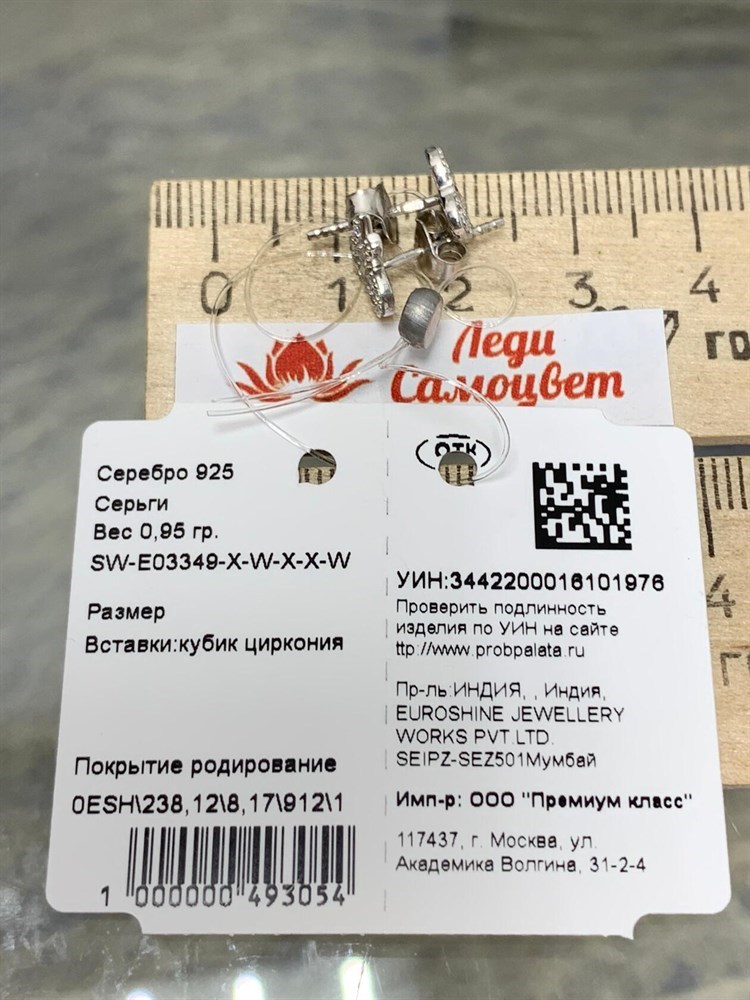 0 1 2 3 4
Леди
Самоцвет
Серебро 925
Серьги
Вес 0,95 гр.
SW-E03349-X-W-X-X-W
Размер
Вставки:кубик циркония
Покрытие родирование
0ESH\238,12\8,17\912\1
1 000000 493054
ОТК
УИН:3442200016101976
Проверить подлинность
изделия по УИН на сайте
ttp://www.probpalata.ru
Пр-ль:ИНДИЯ, , Индия,
EUROSHINE JEWELLERY
WORKS PVT.LTD.
SEIPZ-SEZ501Мумбай
Имп-р: ООО "Премиум класс"
117437, г. Москва, ул.
Академика Волгина, 31-2-4
4